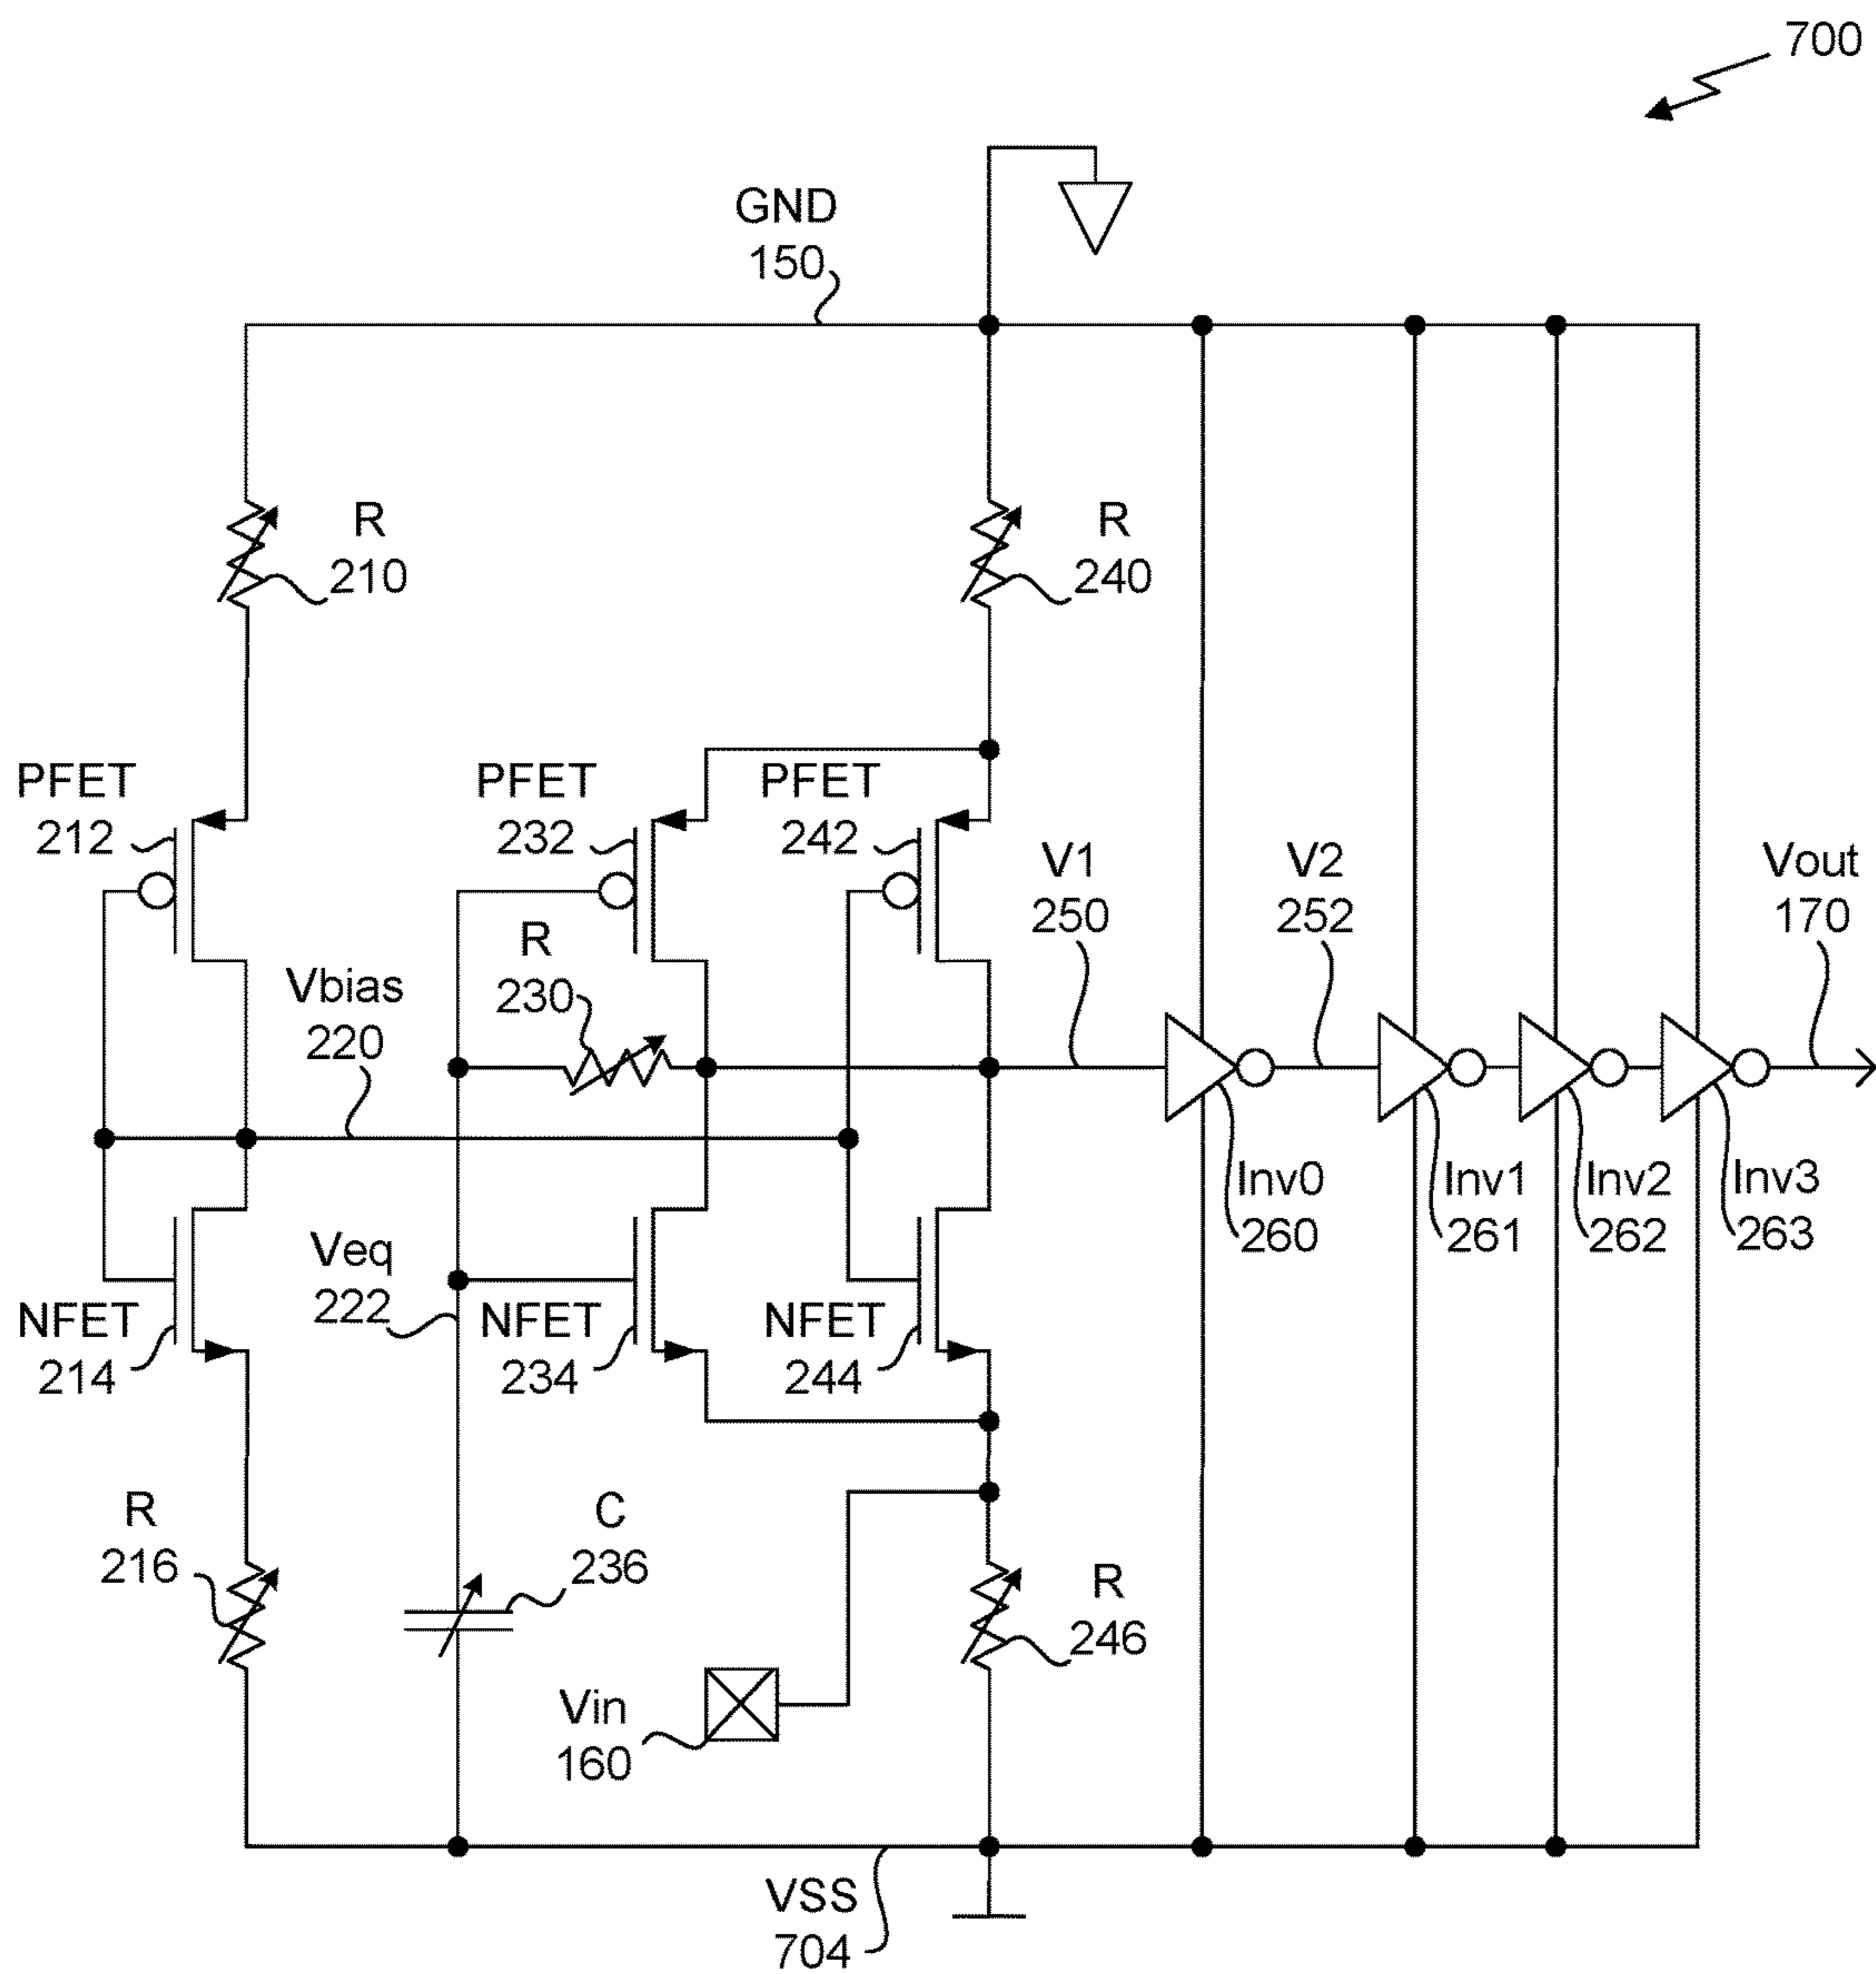 700
GND
150
R
210
R
240
PFET
212
PFET
232
PFET
242
V1
250
V2
252
Vout
170
R
230
Vbias
220
Inv0
260
Inv1
261
Inv2
262
Inv3
263
Veq
222
NFET
214
NFET
234
NFET
244
R
216
C
236
R
246
Vin
160
VSS
704